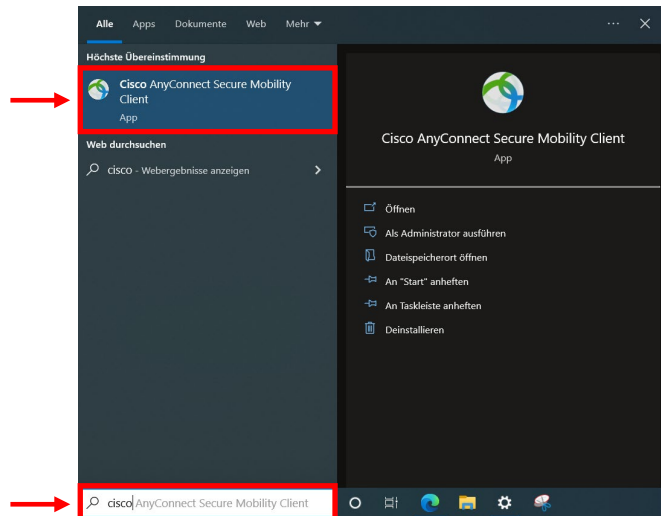 Alle Apps Dokumente Web Mehr
Höchste Übereinstimmung
Cisco AnyConnect Secure Mobility
Client
App
Web durchsuchen
cisco - Webergebnisse anzeigen
Cisco AnyConnect Secure Mobility Client
App
Öffnen
Als Administrator ausführen
Dateispeicherort öffnen
An "Start" anheften
An Taskleiste anheften
Deinstallieren
cisco AnyConnect Secure Mobility Client